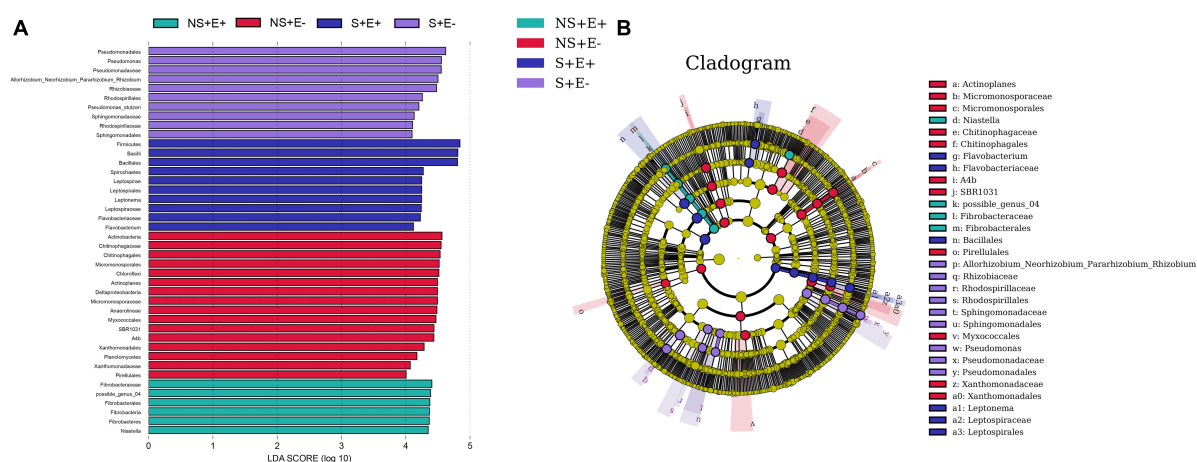 A
NS+E+ NS+E- S+E+ S+E-
Pseudomonadales
Pseudomonas
Pseudomonadaceae
Allorhizobium_Neorhizobium_Pararhizobium_Rhizobium
Rhizobiaceae
Rhodospirillales
Pseudomonas_stutzeri
Sphingomonadaceae
Rhodospirillaceae
Sphingomonadales
Firmicutes
Bacilli
Bacillales
Spirochaetes
Leptospirae
Leptospirales
Leptonema
Leptospiraceae
Flavobacteriaceae
Flavobacterium
Actinobacteria
Chitinophagaceae
Chitinophagales
Micromonosporales
Chloroflexi
Actinoplanes
Deltaproteobacteria
Micromonosporaceae
Anaerolineae
Myxococcales
SBR1031
A4b
Xanthomonadales
Planctomycetes
Xanthomonadaceae
Pirellulales
Fibrobacteraceae
possible_genus_04
Fibrobacterales
Fibrobacteria
Fibrobacteres
Niastella
0 1 2 3 4 5
LDA SCORE (log 10)
NS+E+
NS+E-
S+E+
S+E-
B
Cladogram
j
h
f
e
m
n
o
q
s
u
v
a0
a2
a3
a: Actinoplanes
b: Micromonosporaceae
c: Micromonosporales
d: Niastella
e: Chitinophagaceae
f: Chitinophagales
g: Flavobacterium
h: Flavobacteriaceae
i: A4b
j: SBR1031
k: possible_genus_04
l: Fibrobacteraceae
m: Fibrobacterales
n: Bacillales
o: Pirellulales
p: Allorhizobium_Neorhizobium_Pararhizobium_Rhizobium
q: Rhizobiaceae
r: Rhodospirillaceae
s: Rhodospirillales
t: Sphingomonadaceae
u: Sphingomonadales
v: Myxococcales
w: Pseudomonas
x: Pseudomonadaceae
y: Pseudomonadales
z: Xanthomonadaceae
a0: Xanthomonadales
a1: Leptonema
a2: Leptospiraceae
a3: Leptospirales